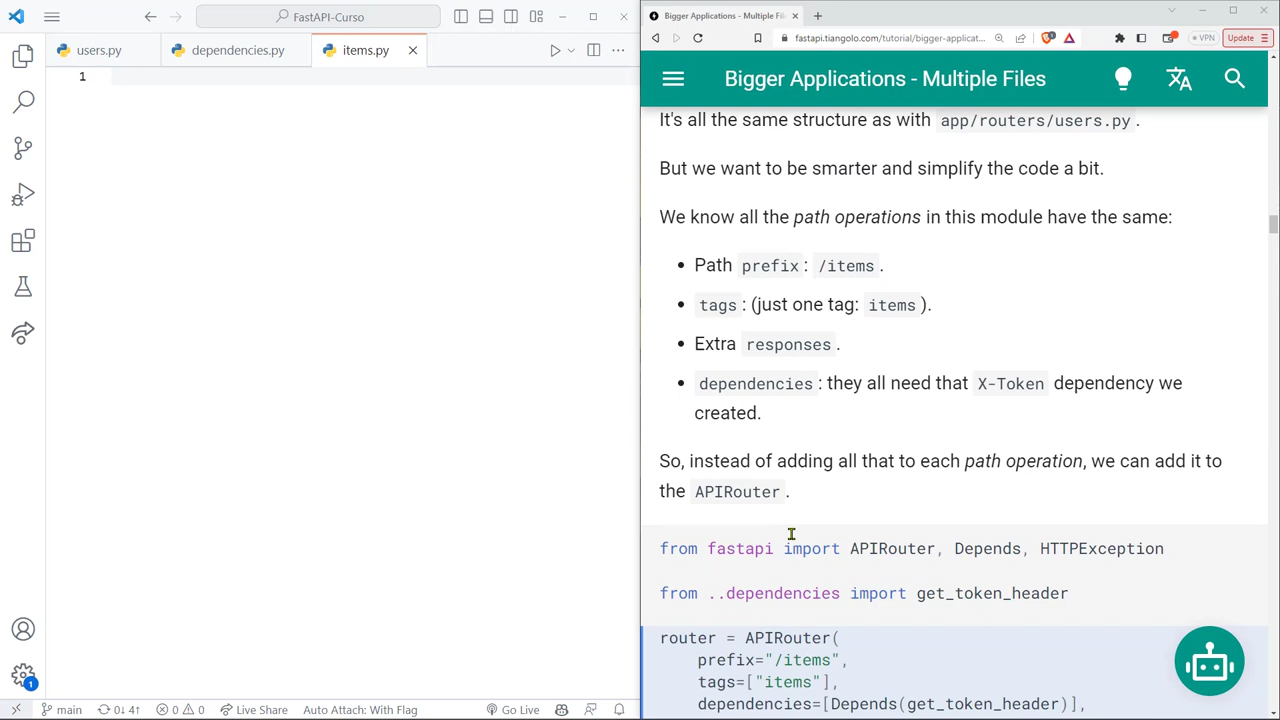 FastAPI-Curso
users.py
dependencies.py
items.py
1
main
0↓ 4↑
0
0
Live Share
Auto Attach: With Flag
Go Live
1
Bigger Applications - Multiple Fil
fastapi.tiangolo.com/tutorial/bigger-applicat...
VPN
Update
Bigger Applications - Multiple Files
It's all the same structure as with app/routers/users.py.
But we want to be smarter and simplify the code a bit.
We know all the path operations in this module have the same:
• Path prefix: /items.
• tags: (just one tag: items).
• Extra responses.
• dependencies: they all need that X-Token dependency we
created.
So, instead of adding all that to each path operation, we can add it to
the APIRouter.
from fastapi import APIRouter, Depends, HTTPException
from ..dependencies import get_token_header
router = APIRouter(
prefix="/items",
tags=["items"],
dependencies=[Depends(get_token_header)],